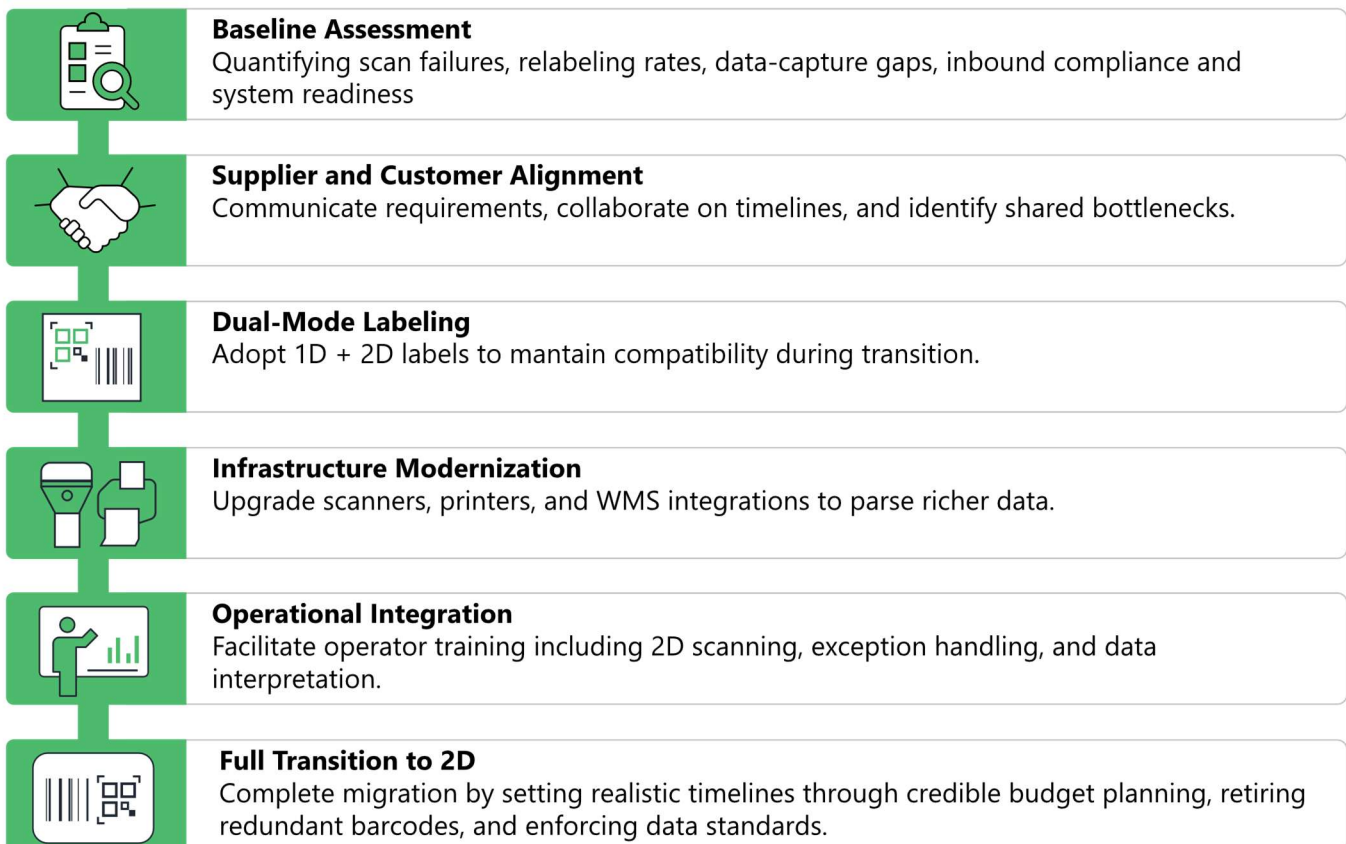 Baseline Assessment
Quantifying scan failures, relabeling rates, data-capture gaps, inbound compliance and
system readiness
Supplier and Customer Alignment
Communicate requirements, collaborate on timelines, and identify shared bottlenecks.
Dual-Mode Labeling
Adopt 1D + 2D labels to mantain compatibility during transition.
Infrastructure Modernization
Upgrade scanners, printers, and WMS integrations to parse richer data.
Operational Integration
Facilitate operator training including 2D scanning, exception handling, and data
interpretation.
Full Transition to 2D
Complete migration by setting realistic timelines through credible budget planning, retiring
redundant barcodes, and enforcing data standards.